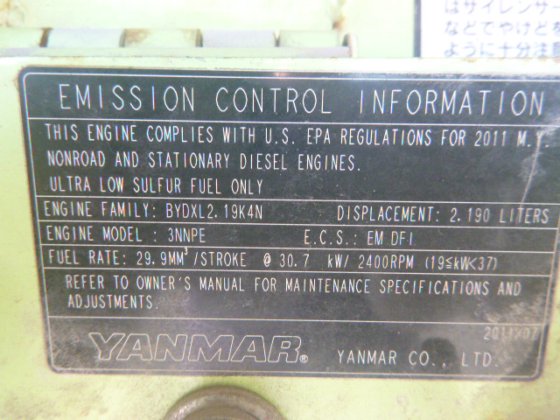 はサイレンサ
などてやけどを
ように十分注意
EMISSION CONTROL INFORMATION
THIS ENGINE COMPLIES WITH U.S. EPA REGULATIONS FOR 2011 M.Y.
NONROAD AND STATIONARY DIESEL ENGINES.
ULTRA LOW SULFUR FUEL ONLY
ENGINE FAMILY: BYDXL2.19K4N DISPLACEMENT: 2.190 LITERS
ENGINE MODEL : 3NNPE E.C.S.: EM DFI
FUEL RATE: 29.9MM³/STROKE @ 30.7 kW/ 2400RPM (19≦kW<37)
REFER TO OWNER'S MANUAL FOR MAINTENANCE SPECIFICATIONS AND
ADJUSTMENTS.
YANMAR® YANMAR CO., LTD.